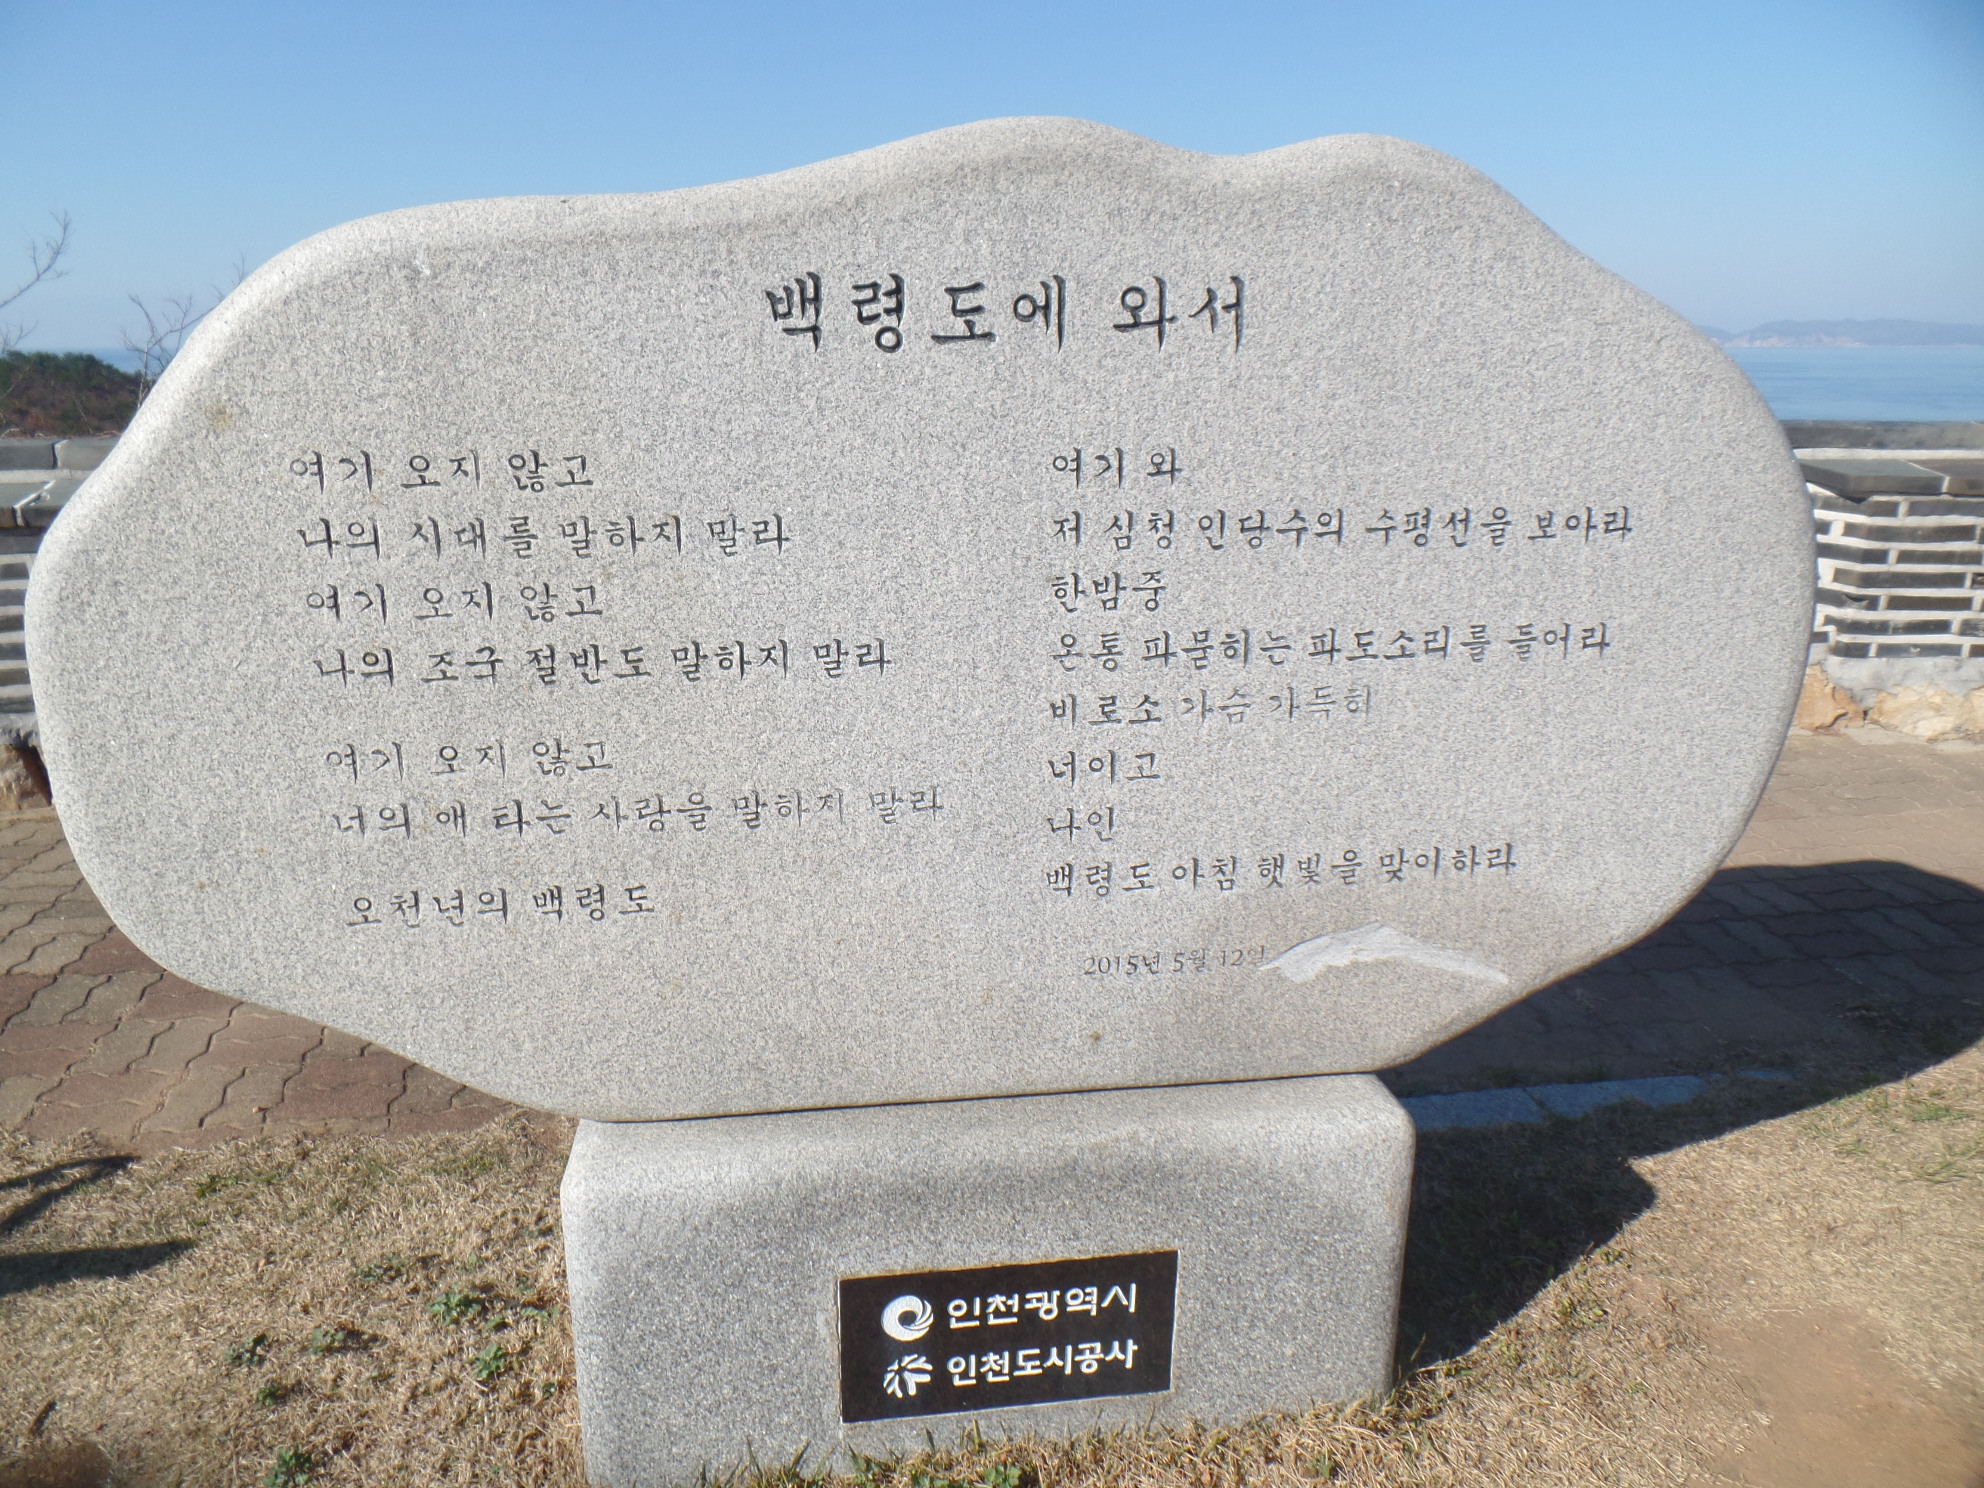 백령도에 와서
여기 오지 않고
나의 시대를 말하지 말라
여기 오지 않고
나의 조국 절반도 말하지 말라
여기 오지 않고
너의 애 타는 사랑을 말하지 말라
오천년의 백령도
여기 와
저 심청 인당수의 수평선을 보아라
한밤중
온통 파묻히는 파도소리를 들어라
비로소 가슴 가득히
너이고
나인
백령도 아침 햇빛을 맞이하라
2015년 5월 12일
인천광역시
인천도시공사